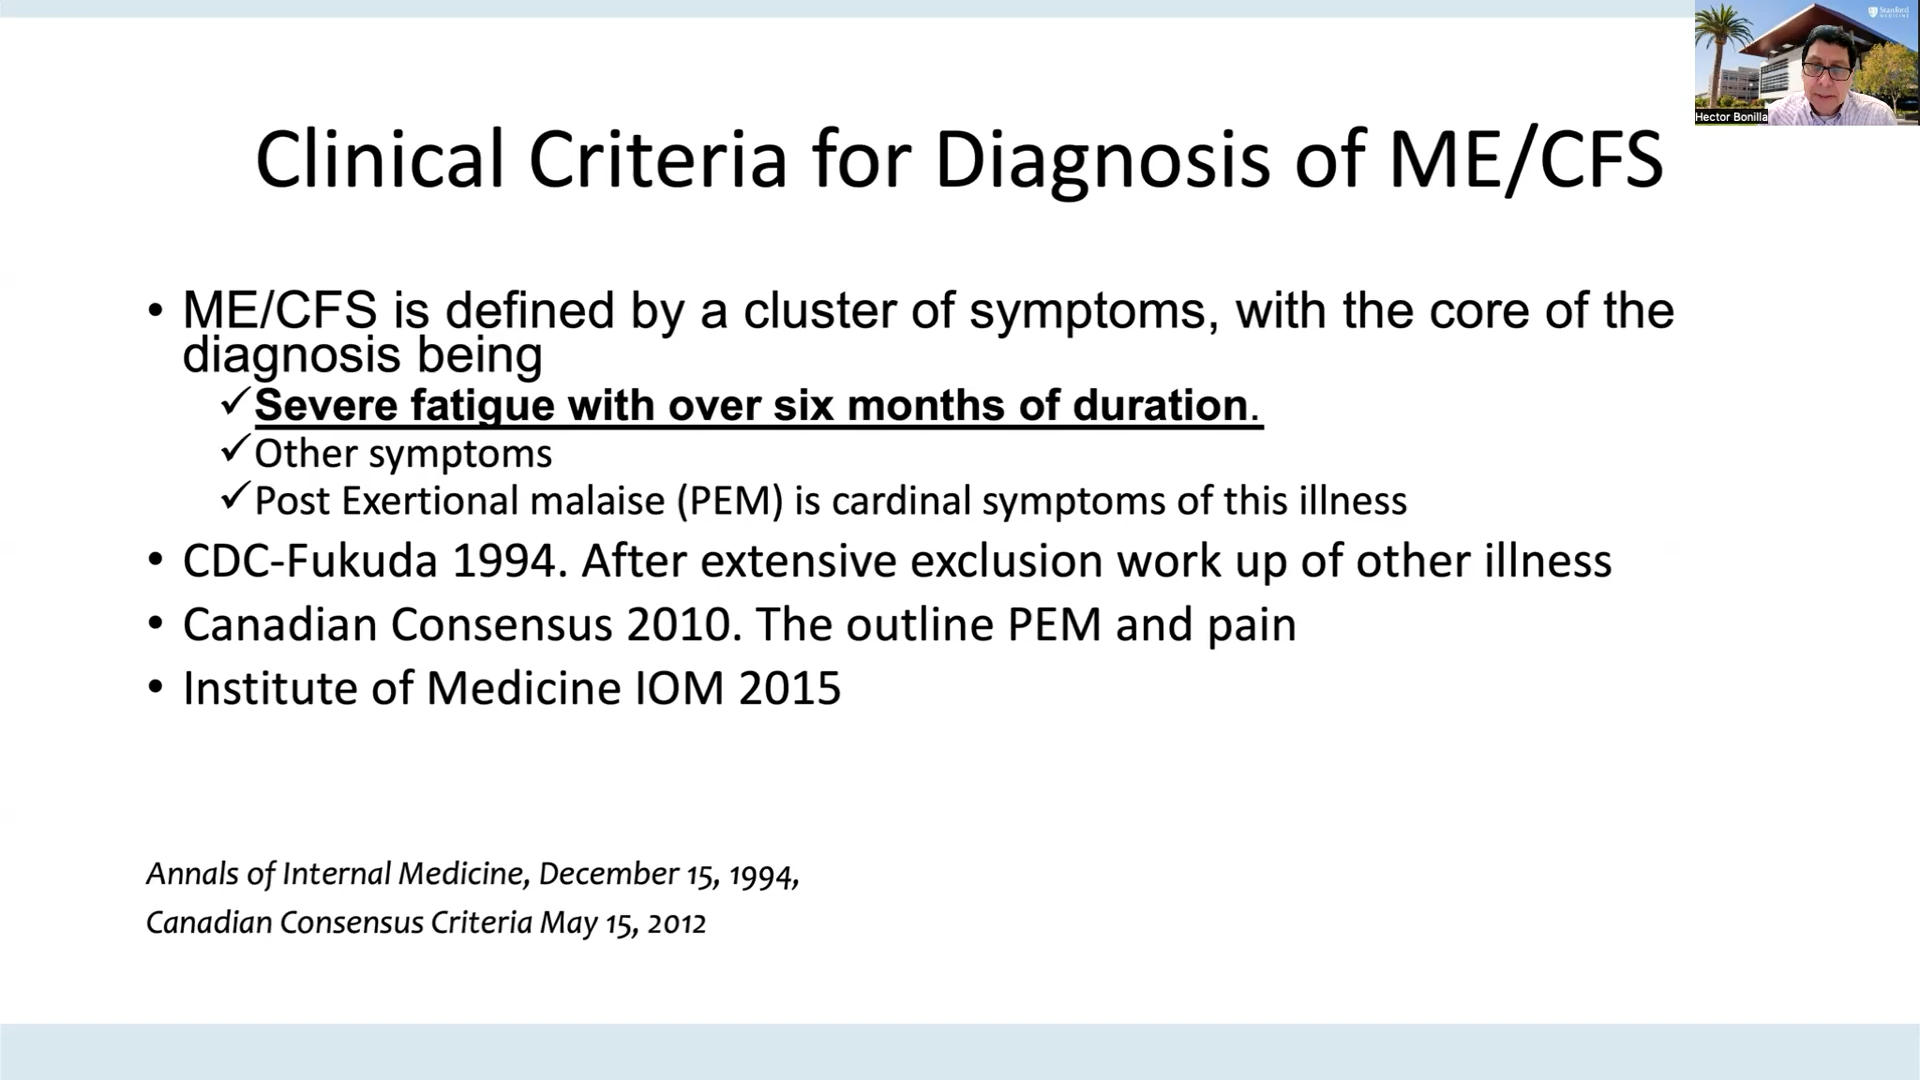 Stanford
MEDICINE
Hector Bonilla
Clinical Criteria for Diagnosis of ME/CFS
• ME/CFS is defined by a cluster of symptoms, with the core of the
diagnosis being
✓Severe fatigue with over six months of duration.
✓Other symptoms
✓Post Exertional malaise (PEM) is cardinal symptoms of this illness
• CDC-Fukuda 1994. After extensive exclusion work up of other illness
• Canadian Consensus 2010. The outline PEM and pain
• Institute of Medicine IOM 2015
Annals of Internal Medicine, December 15, 1994,
Canadian Consensus Criteria May 15, 2012